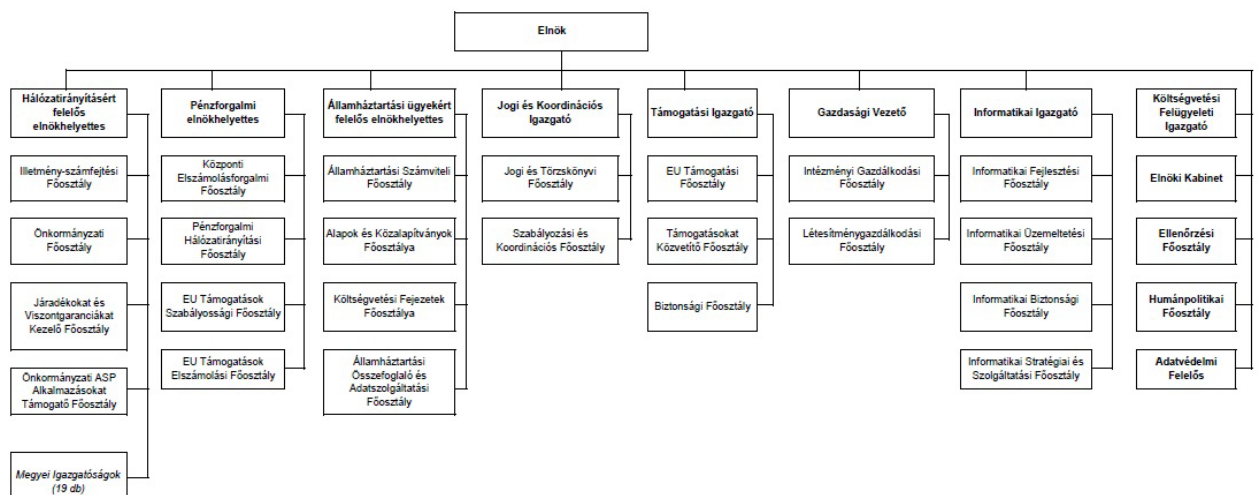 Elnök
Hálózatirányításért
felelős
elnökhelyettes
Illetmény-számfejtési
Főosztály
Önkormányzati
Főosztály
Járadékokat és
Viszontgaranciákat
Kezelő Főosztály
Önkormányzati ASP
Alkalmazásokat
Támogató Főosztály
Megyei Igazgatóságok
(19 db)
Pénzforgalmi
elnökhelyettes
Központi
Elszámolásforgalmi
Főosztály
Pénzforgalmi
Hálózatirányítási
Főosztály
EU Támogatások
Szabályossági Főosztály
EU Támogatások
Elszámolási Főosztály
Államháztartási ügyekért
felelős elnökhelyettes
Államháztartási Számviteli
Főosztály
Alapok és Közalapítványok
Főosztálya
Költségvetési Fejezetek
Főosztálya
Államháztartási
Összefoglaló és
Adatszolgaltatási
Főosztály
Jogi és Koordinációs
Igazgató
Jogi és Törzskönyvi
Főosztály
Szabályozási és
Koordinációs Főosztály
Támogatási Igazgató
EU Támogatási
Főosztály
Támogatásokat
Közvetítő Főosztály
Biztonsági Főosztály
Gazdasági Vezető
Intézményi Gazdálkodási
Főosztály
Létesítménygazdálkodási
Főosztály
Informatikai Igazgató
Informatikai Fejlesztési
Főosztály
Informatikai Üzemeltetési
Főosztály
Informatikai Biztonsági
Főosztály
Informatikai Stratégiai és
Szolgáltatási Főosztály
Költségvetési
Felügyeleti
Igazgató
Elnöki Kabinet
Ellenőrzési
Főosztály
Humánpolitikai
Főosztály
Adatvédelmi
Felelős